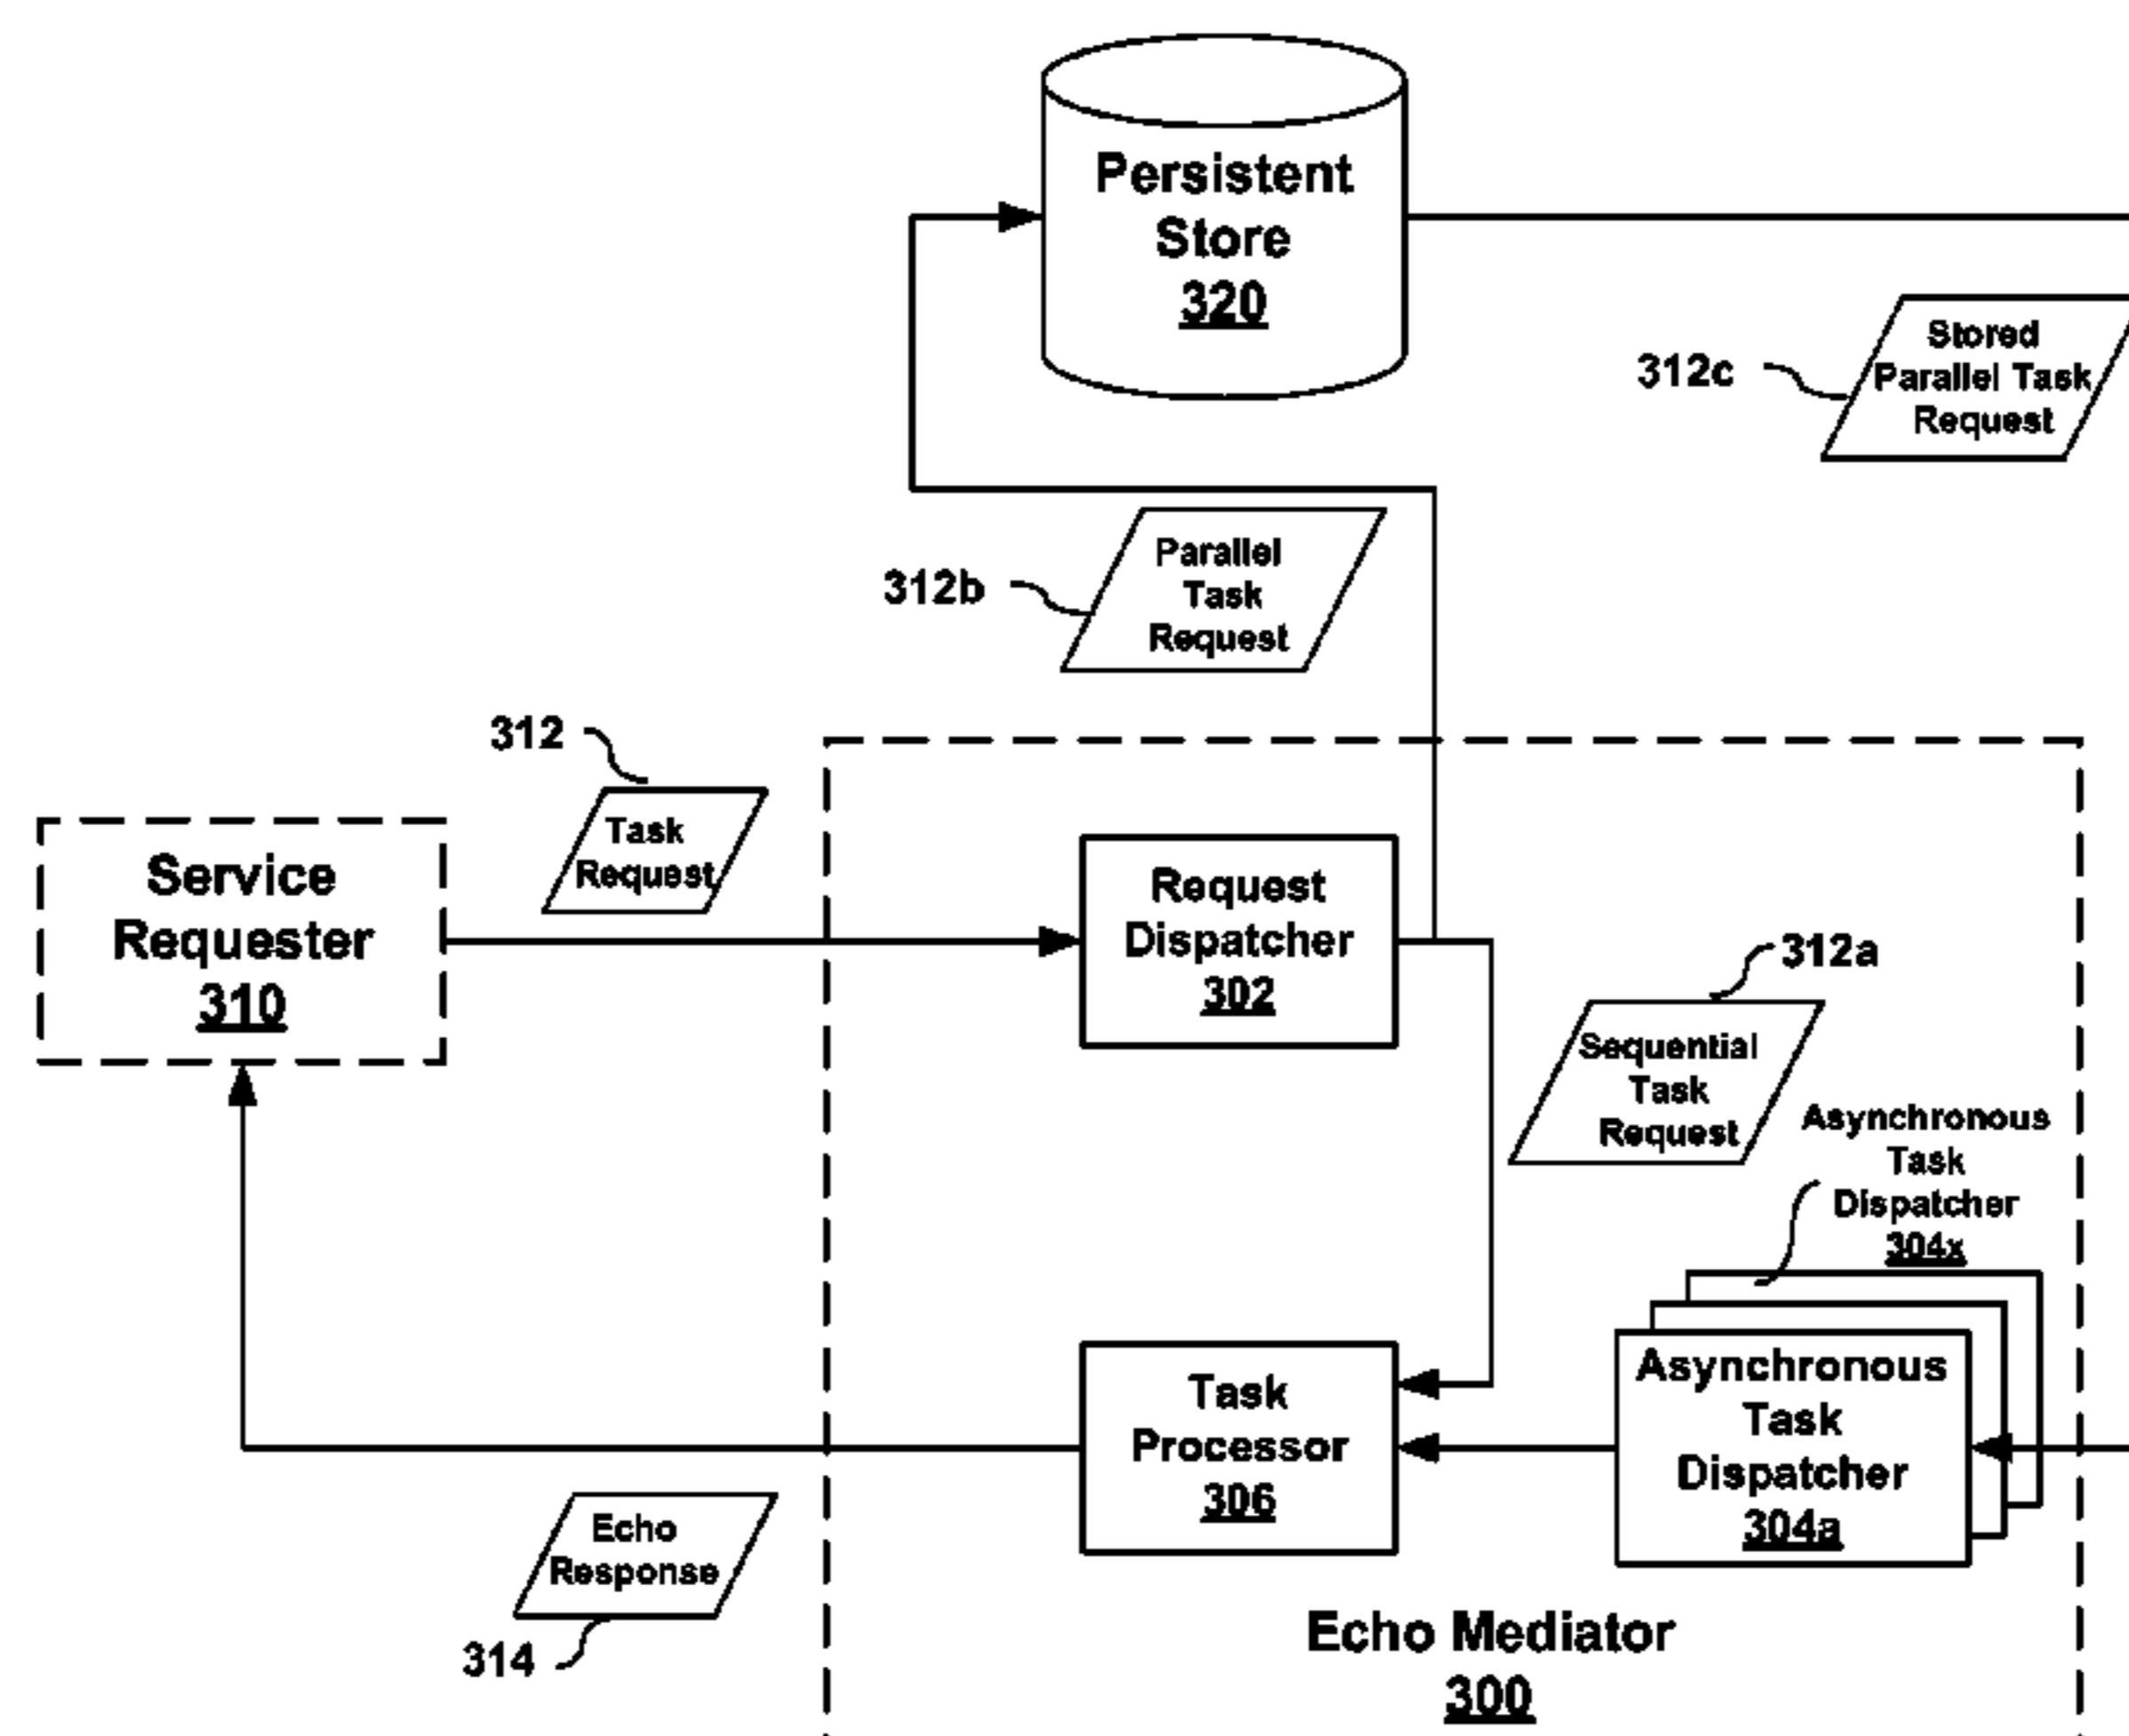 Persistent
Store
320
312c
Stored
Parallel Task
Request
312b
Parallel
Task
Request
312
Task
Request
Service
Requester
310
Request
Dispatcher
302
312a
Sequential
Task
Request
Asynchronous
Task
Dispatcher
304x
Task
Processor
306
Asynchronous
Task
Dispatcher
304a
Echo
Response
314
Echo Mediator
300